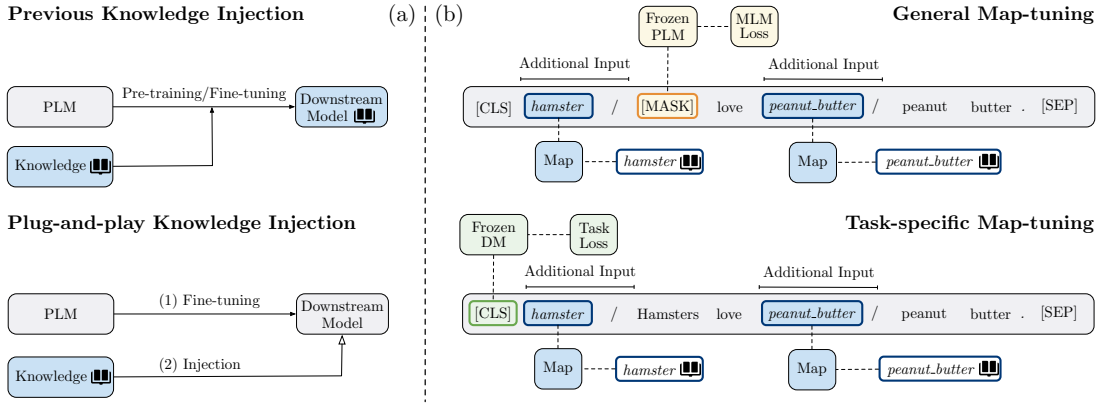 Previous Knowledge Injection
(a)
PLM
Pre-training/Fine-tuning
Downstream
Model
Knowledge
Plug-and-play Knowledge Injection
PLM
(1) Fine-tuning
Downstream
Model
Knowledge
(2) Injection
(b)
General Map-tuning
Frozen
PLM
MLM
Loss
Additional Input
Additional Input
[CLS] hamster / [MASK] love peanut_butter / peanut butter . [SEP]
Map
hamster
Map
peanut_butter
Task-specific Map-tuning
Frozen
DM
Task
Loss
Additional Input
Additional Input
[CLS] hamster / Hamsters love peanut_butter / peanut butter . [SEP]
Map
hamster
Map
peanut_butter